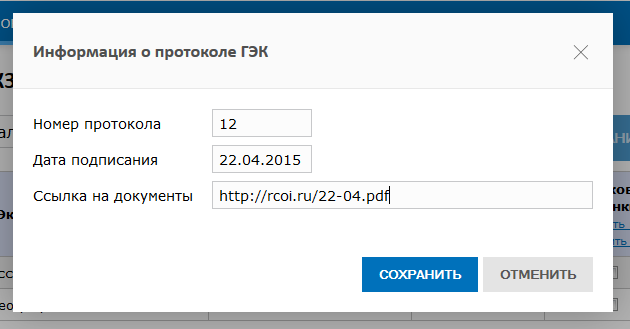 Информация о протоколе ГЭК
Номер протокола 12
Дата подписания 22.04.2015
Ссылка на документы http://rcoi.ru/22-04.pdf
СОХРАНИТЬ ОТМЕНИТЬ